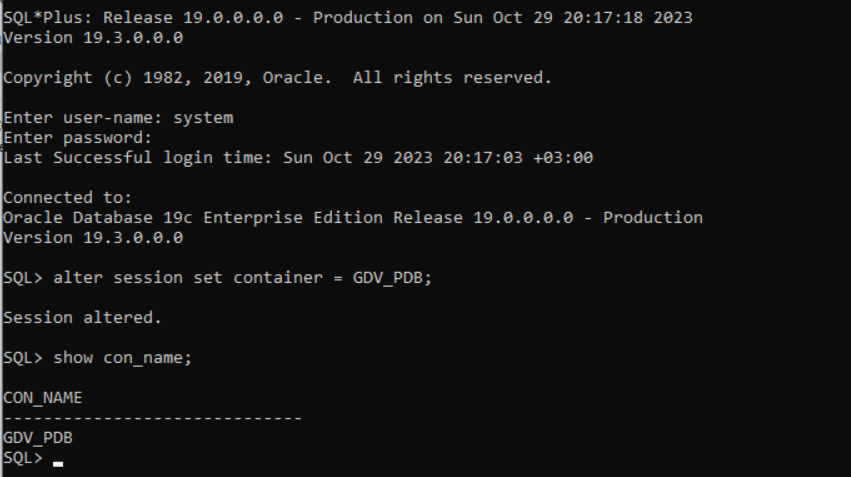 SQL*Plus: Release 19.0.0.0.0 - Production on Sun Oct 29 20:17:18 2023
Version 19.3.0.0.0
Copyright (c) 1982, 2019, Oracle.  All rights reserved.
Enter user-name: system
Enter password:
Last Successful login time: Sun Oct 29 2023 20:17:03 +03:00
Connected to:
Oracle Database 19c Enterprise Edition Release 19.0.0.0.0 - Production
Version 19.3.0.0.0
SQL> alter session set container = GDV_PDB;
Session altered.
SQL> show con_name;
CON_NAME
------------------------------
GDV_PDB
SQL>